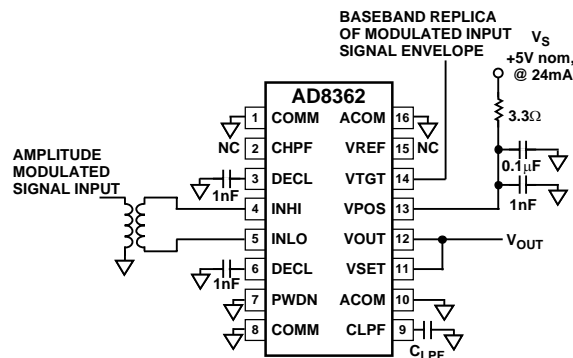 BASEBAND REPLICA
OF MODULATED INPUT
SIGNAL ENVELOPE
VS
+5V nom,
@ 24mA
3.3Ω
0.1μF
1nF
AD8362
1 COMM ACOM 16
NC 2 CHPF VREF 15 NC
3 DECL VTGT 14
1nF
4 INHI VPOS 13
5 INLO VOUT 12 VOUT
6 DECL VSET 11
1nF
7 PWDN ACOM 10
8 COMM CLPF 9
CLPF
AMPLITUDE
MODULATED
SIGNAL INPUT